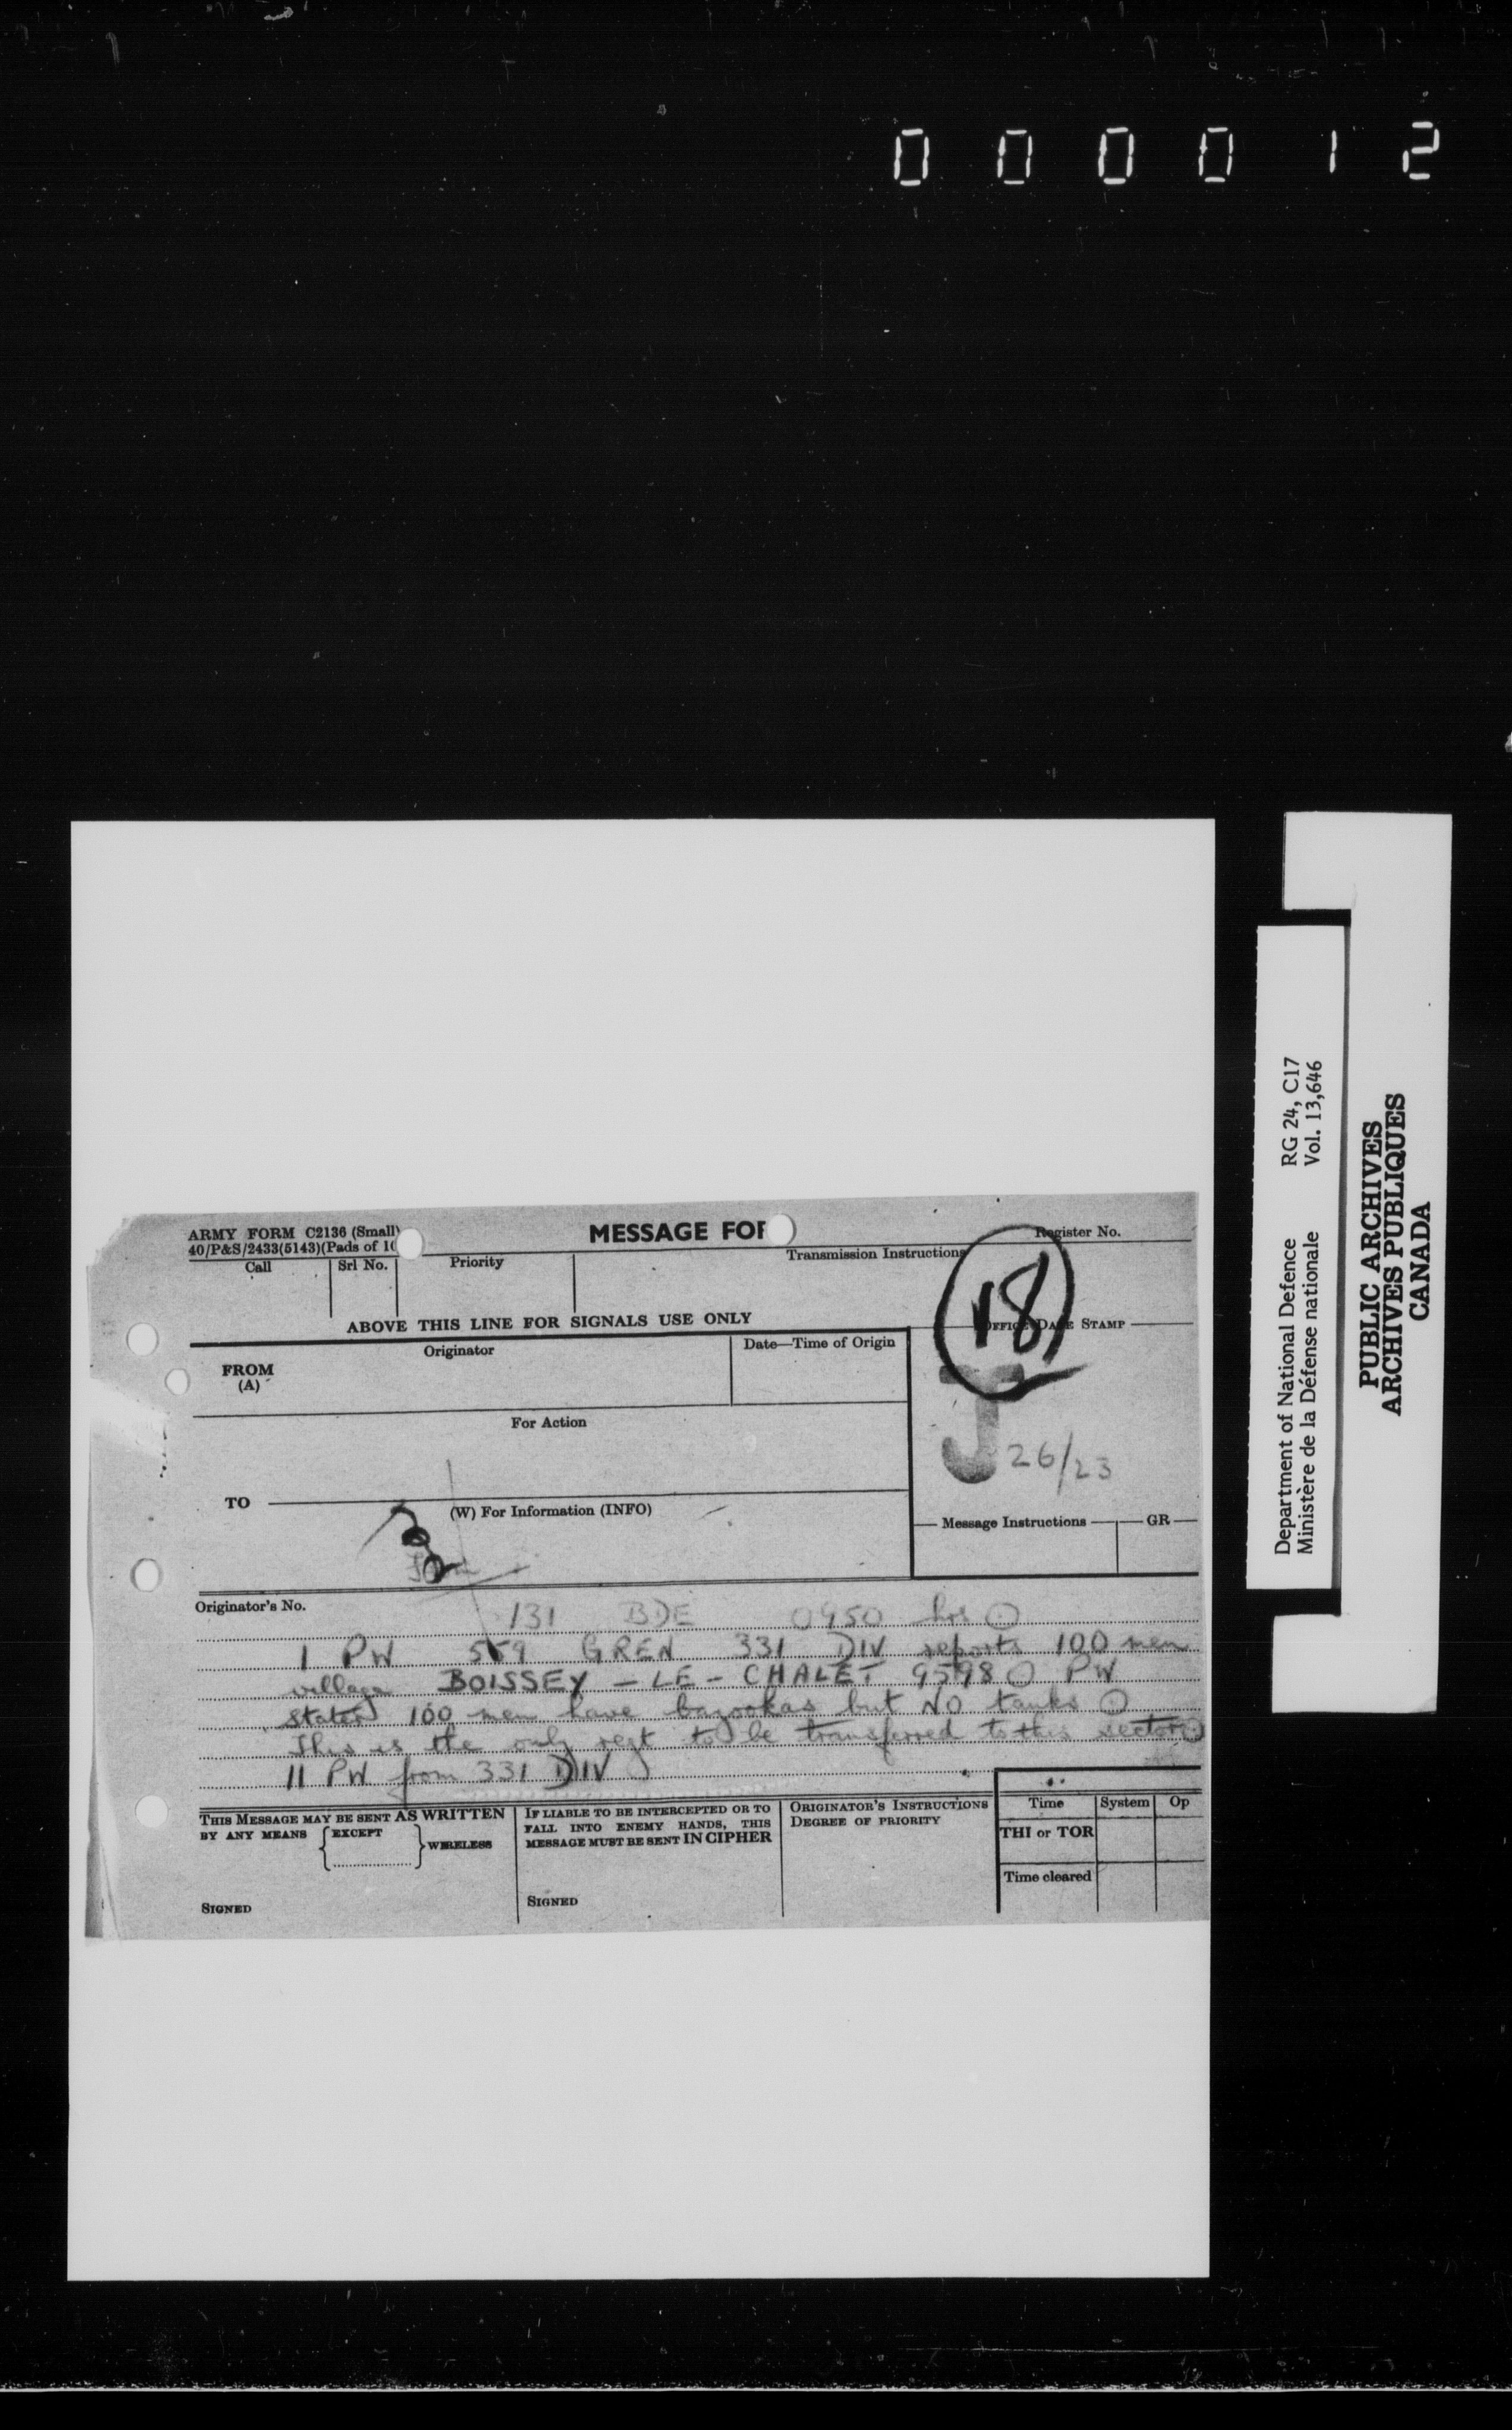 000012
ARMY FORM C2136 (Small)
40/P&S/2433(5143)(Pads of 10
MESSAGE FOR
Register No.
Call
Srl No.
Priority
Transmission Instructions
18
ABOVE THIS LINE FOR SIGNALS USE ONLY
OFFICE DATE STAMP
FROM
(A)
Originator
Date—Time of Origin
For Action
J 26/23
TO
(W) For Information (INFO)
Message Instructions
GR
Originator's No.
131 BDE 0950 hrs ⊙
1 PW 559 GREN 331 DIV reports 100 men
village BOISSEY - LE - CHALET 9598 ⊙ PW
states 100 men have bazookas but NO tanks ⊙
This is the only regt to be transferred to this sector ⊙
11 PW from 331 DIV
THIS MESSAGE MAY BE SENT AS WRITTEN
BY ANY MEANS { EXCEPT } WIRELESS
SIGNED
IF LIABLE TO BE INTERCEPTED OR TO
FALL INTO ENEMY HANDS, THIS
MESSAGE MUST BE SENT IN CIPHER
SIGNED
ORIGINATOR'S INSTRUCTIONS
DEGREE OF PRIORITY
Time
System
Op
THI or TOR
Time cleared
Department of National Defence RG 24, C17
Ministère de la Défense nationale Vol. 13,646
PUBLIC ARCHIVES
ARCHIVES PUBLIQUES
CANADA